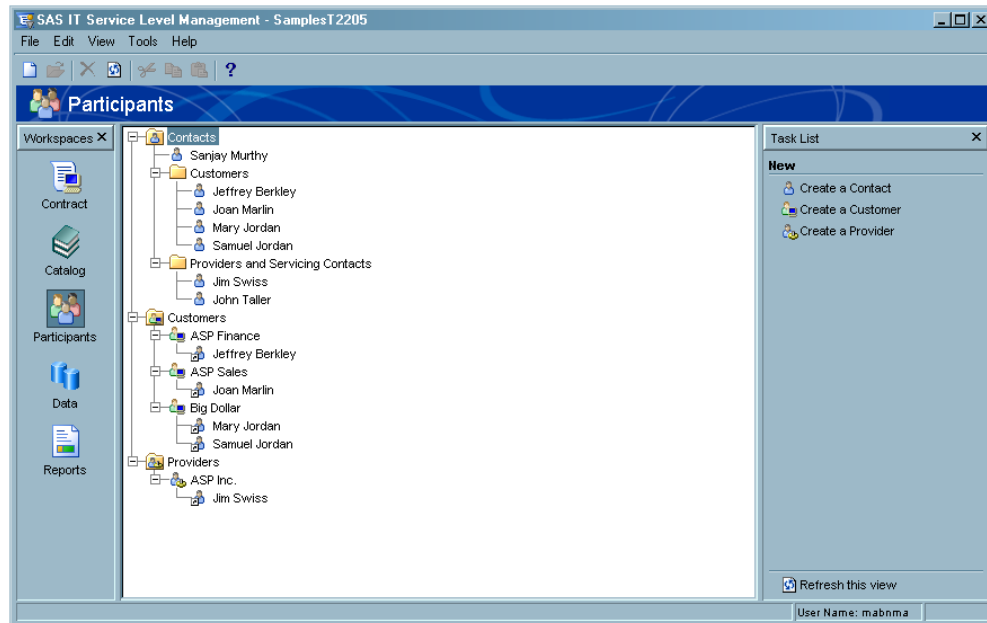 SAS IT Service Level Management - SamplesT2205
File Edit View Tools Help
?
Participants
Workspaces X
Contract
Catalog
Participants
Data
Reports
Contacts
Sanjay Murthy
Customers
Jeffrey Berkley
Joan Marlin
Mary Jordan
Samuel Jordan
Providers and Servicing Contacts
Jim Swiss
John Taller
Customers
ASP Finance
Jeffrey Berkley
ASP Sales
Joan Marlin
Big Dollar
Mary Jordan
Samuel Jordan
Providers
ASP Inc.
Jim Swiss
Task List X
New
Create a Contact
Create a Customer
Create a Provider
Refresh this view
User Name: mabnma